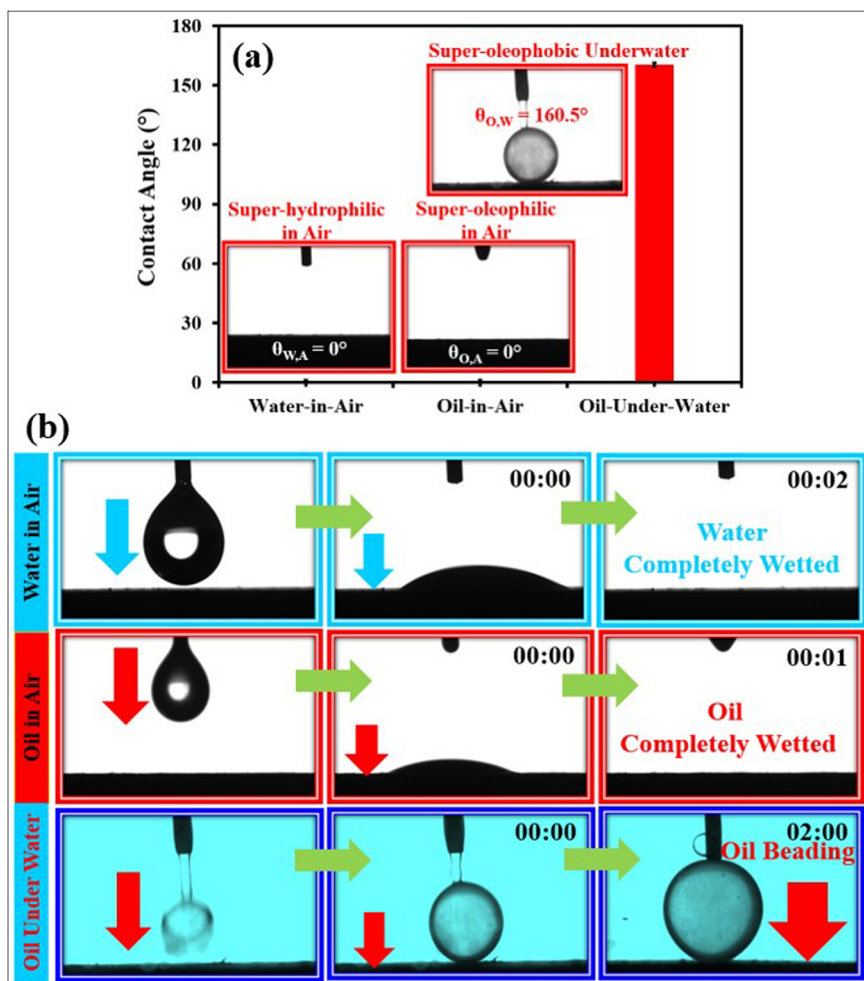 (a)
180
150
120
90
60
30
0
Contact Angle (°)
Super-oleophobic Underwater
θO,W = 160.5°
Super-hydrophilic
in Air
θW,A = 0°
Super-oleophilic
in Air
θO,A = 0°
Water-in-Air
Oil-in-Air
Oil-Under-Water
(b)
Water in Air
00:00
00:02
Water
Completely Wetted
Oil in Air
00:00
00:01
Oil
Completely Wetted
Oil Under Water
00:00
02:00
Oil Beading